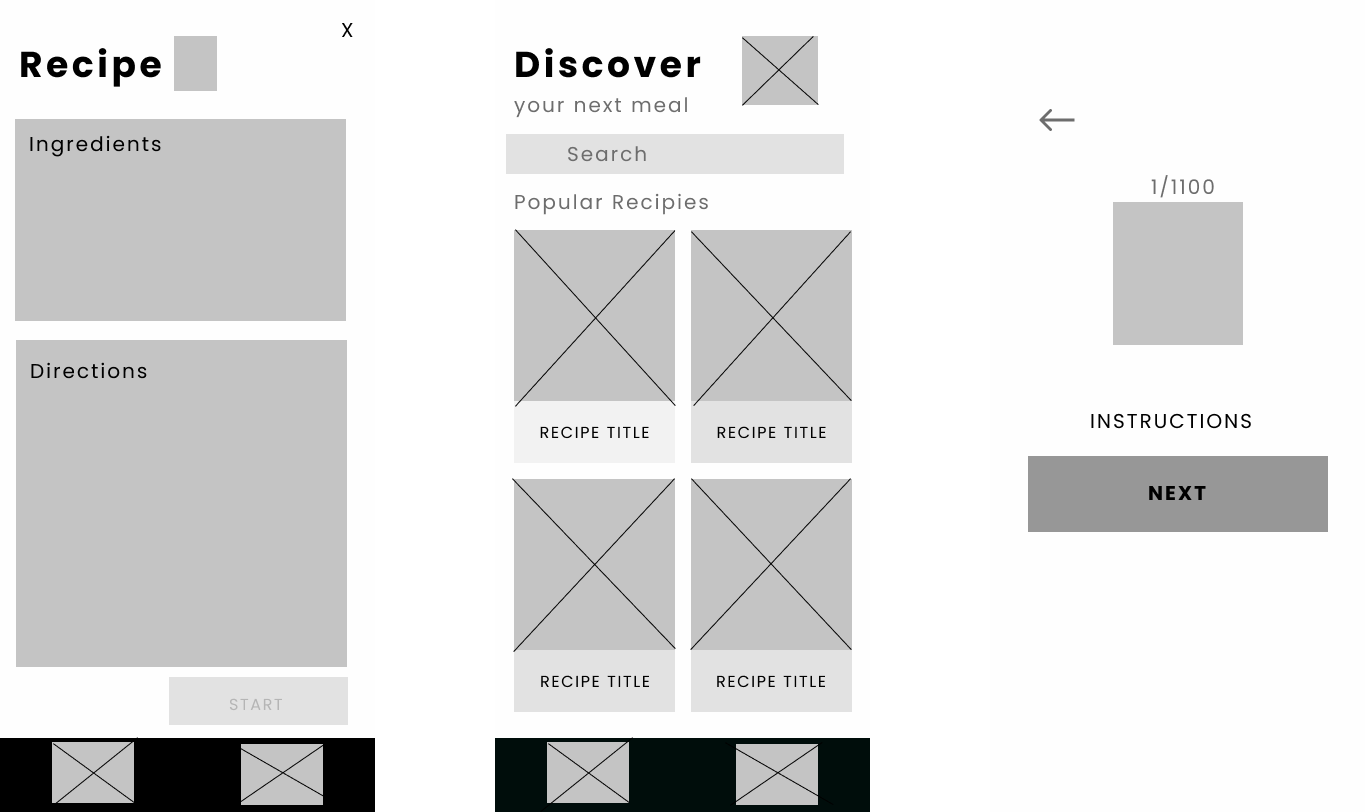 X
Recipe
Ingredients
Directions
START
Discover
your next meal
Search
Popular Recipies
RECIPE TITLE
RECIPE TITLE
RECIPE TITLE
RECIPE TITLE
1/1100
INSTRUCTIONS
NEXT